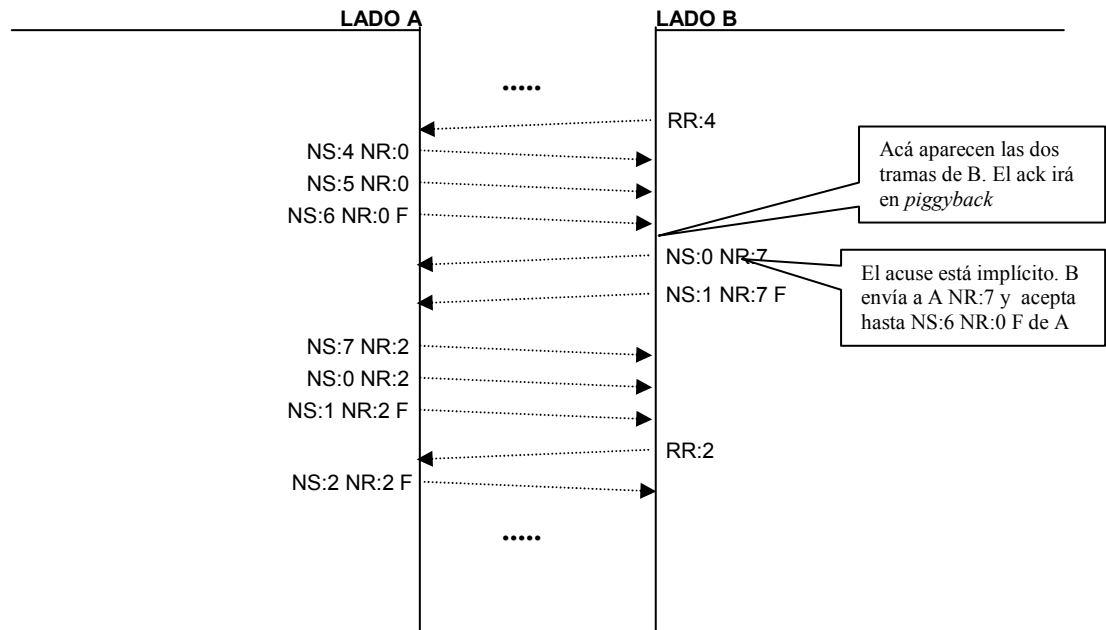 LADO A
LADO B
.....
RR:4
NS:4 NR:0
NS:5 NR:0
NS:6 NR:0 F
Acá aparecen las dos
tramas de B. El ack irá
en piggyback
NS:0 NR:7
NS:1 NR:7 F
El acuse está implícito. B
envía a A NR:7 y acepta
hasta NS:6 NR:0 F de A
NS:7 NR:2
NS:0 NR:2
NS:1 NR:2 F
RR:2
NS:2 NR:2 F
.....